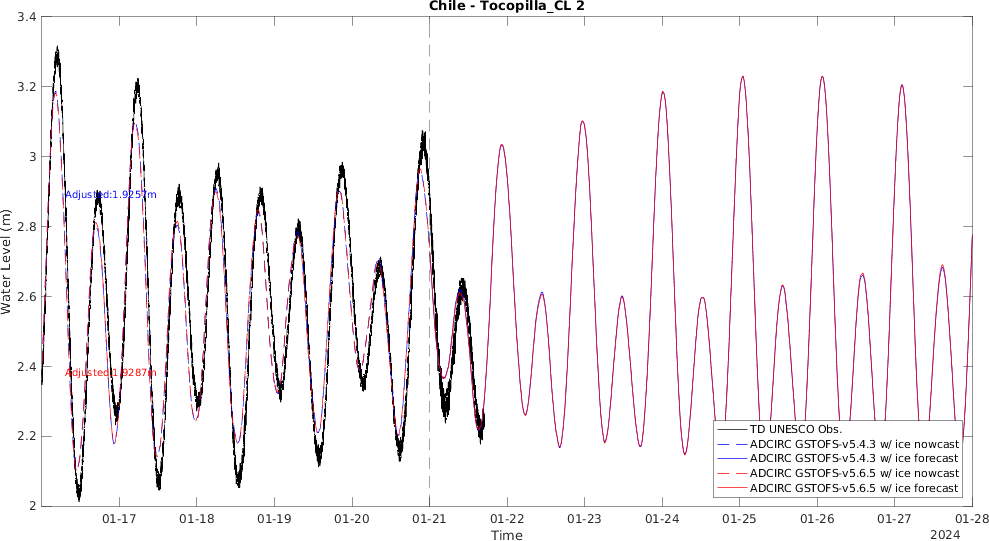 Chile - Tocopilla_CL 2
3.4
3.2
3
2.8
2.6
2.4
2.2
2
Water Level (m)
Adjusted:1.9257m
Adjusted:1.9287m
TD UNESCO Obs.
ADCIRC GSTOFS-v5.4.3 w/ ice nowcast
ADCIRC GSTOFS-v5.4.3 w/ ice forecast
ADCIRC GSTOFS-v5.6.5 w/ ice nowcast
ADCIRC GSTOFS-v5.6.5 w/ ice forecast
01-17 01-18 01-19 01-20 01-21 01-22 01-23 01-24 01-25 01-26 01-27 01-28
Time
2024